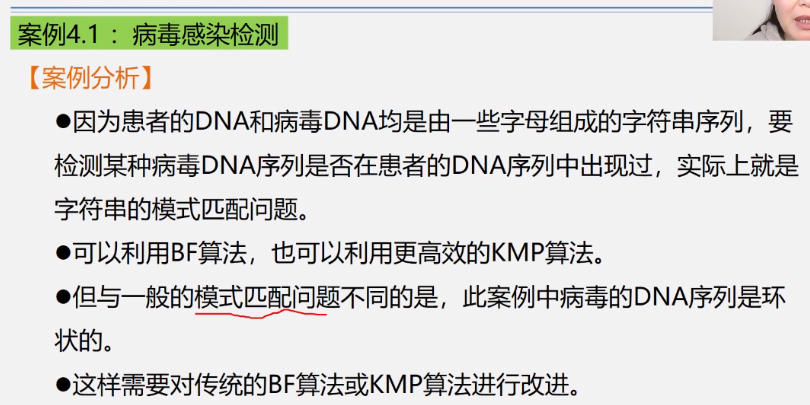 案例4.1：病毒感染检测
【案例分析】
●因为患者的DNA和病毒DNA均是由一些字母组成的字符串序列，要
检测某种病毒DNA序列是否在患者的DNA序列中出现过，实际上就是
字符串的模式匹配问题。
●可以利用BF算法，也可以利用更高效的KMP算法。
●但与一般的模式匹配问题不同的是，此案例中病毒的DNA序列是环
状的。
●这样需要对传统的BF算法或KMP算法进行改进。